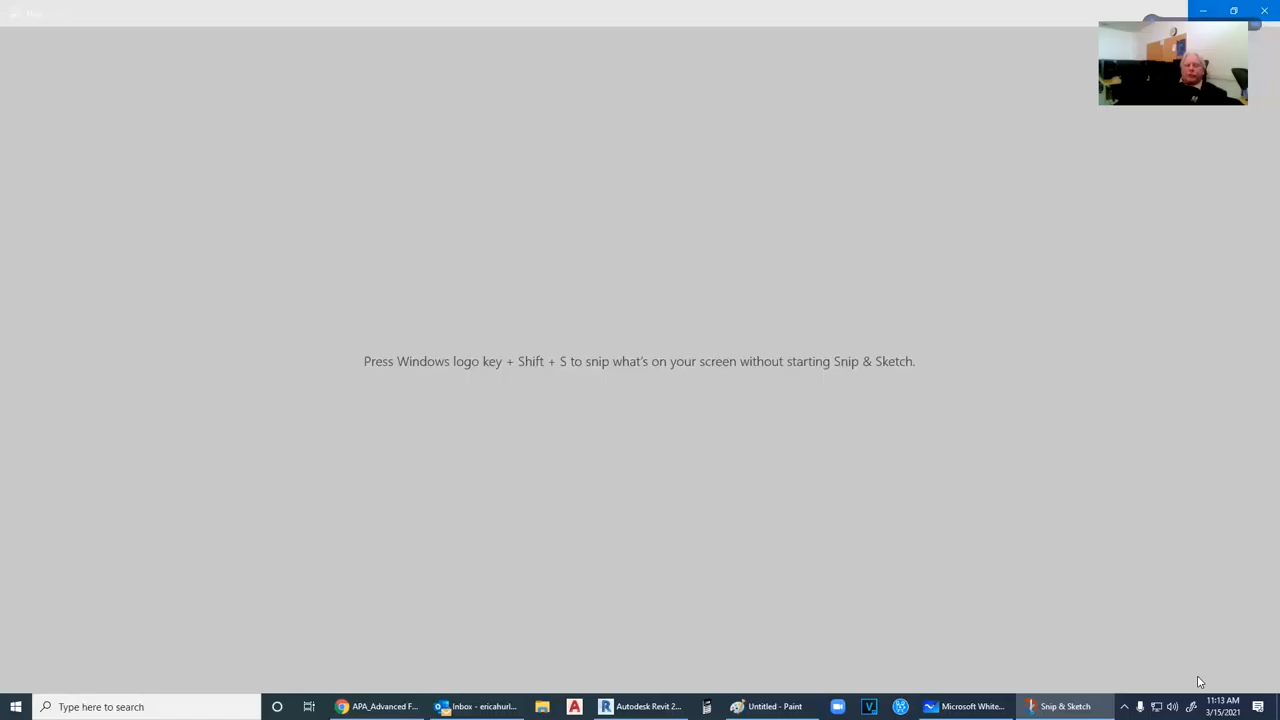 Press Windows logo key + Shift + S to snip what's on your screen without starting Snip & Sketch.
Type here to search
APA_Advanced F...
Inbox - ericahurl...
Autodesk Revit 2...
Untitled - Paint
Microsoft White...
Snip & Sketch
11:13 AM
3/15/2021